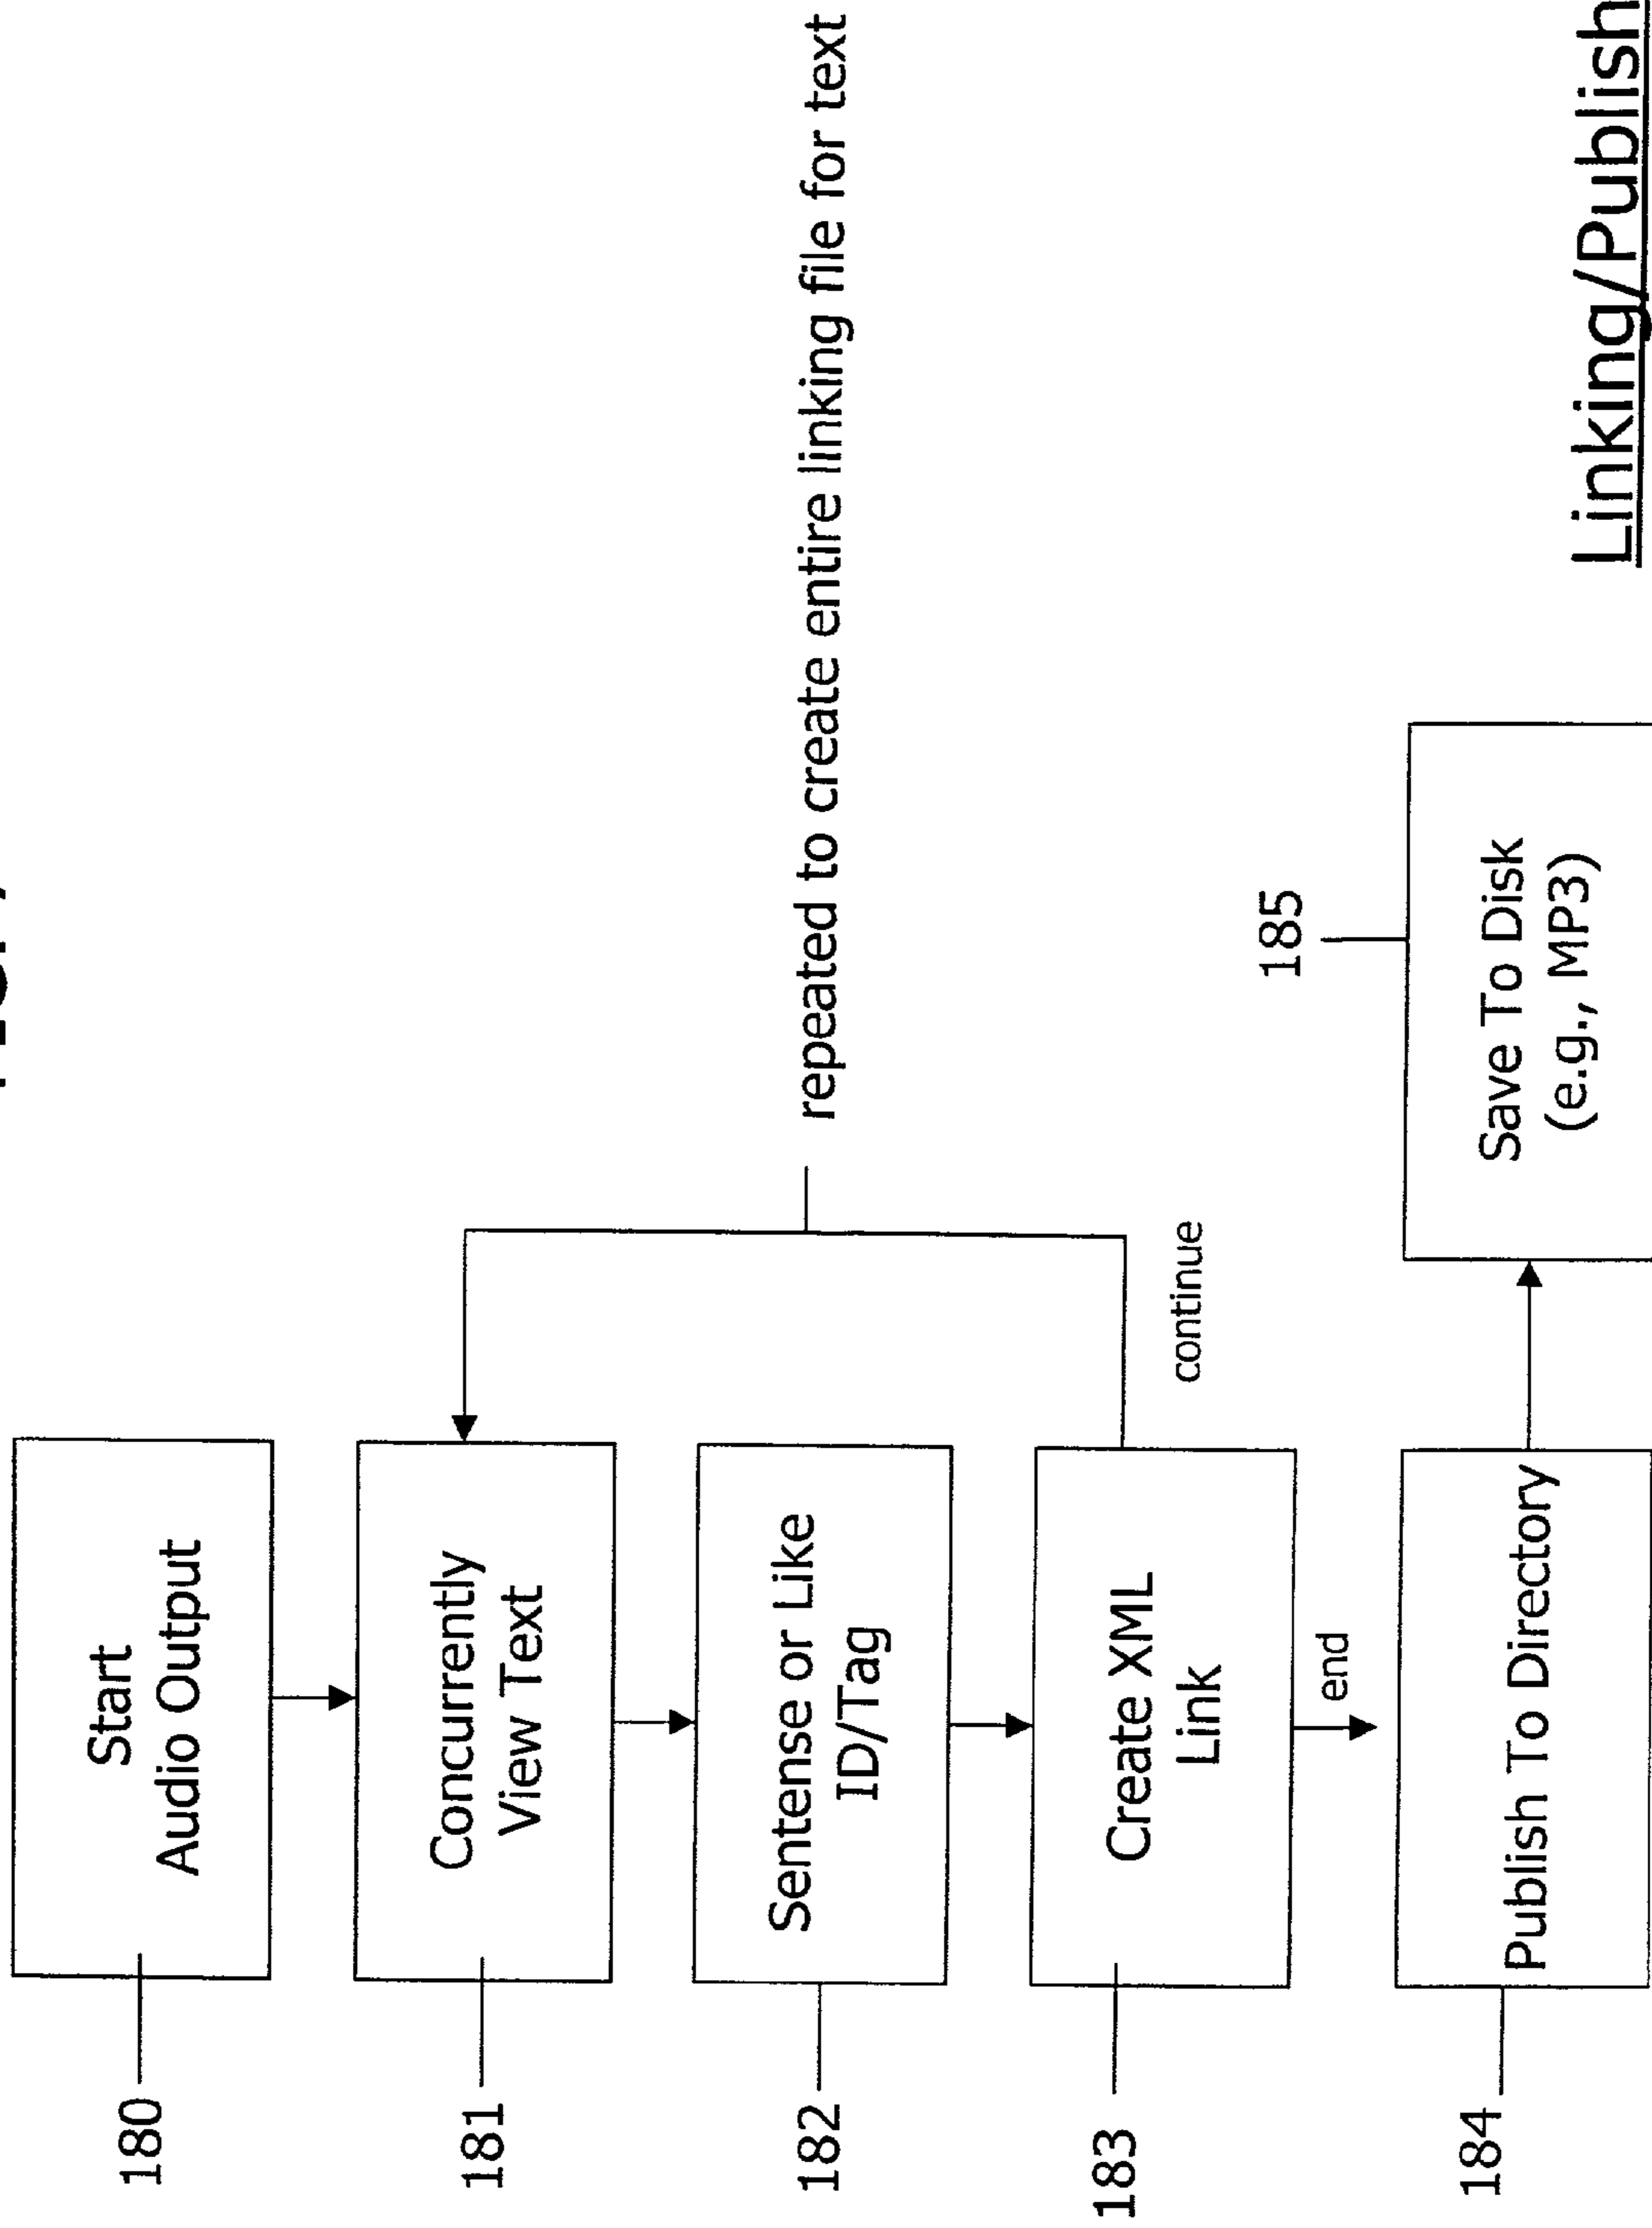 180
Start
Audio Output
181
Concurrently
View Text
182
Sentense or Like
ID/Tag
repeated to create entire linking file for text
183
Create XML
Link
continue
end
184
Publish To Directory
185
Save To Disk
(e.g., MP3)
Linking/Publish